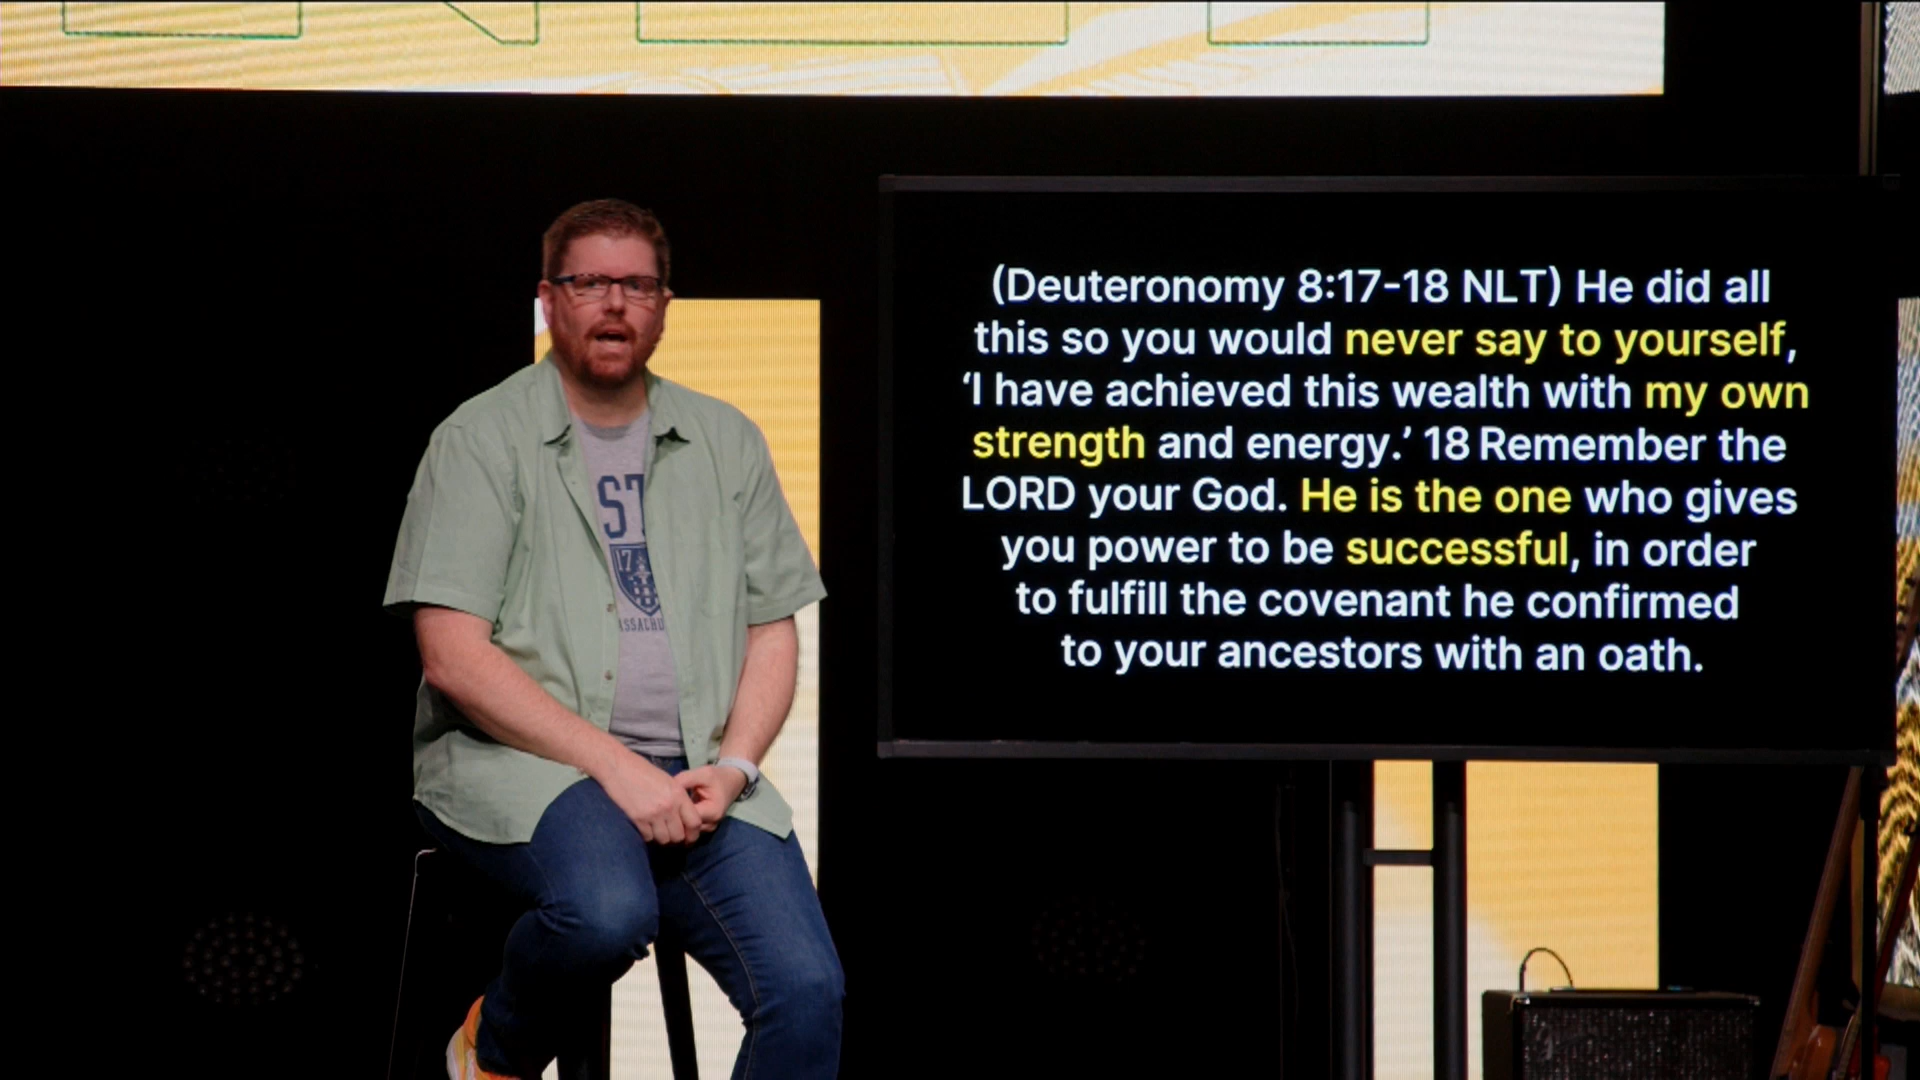 (Deuteronomy 8:17-18 NLT) He did all
this so you would never say to yourself,
‘I have achieved this wealth with my own
strength and energy.’ 18 Remember the
LORD your God. He is the one who gives
you power to be successful, in order
to fulfill the covenant he confirmed
to your ancestors with an oath.
ST
17